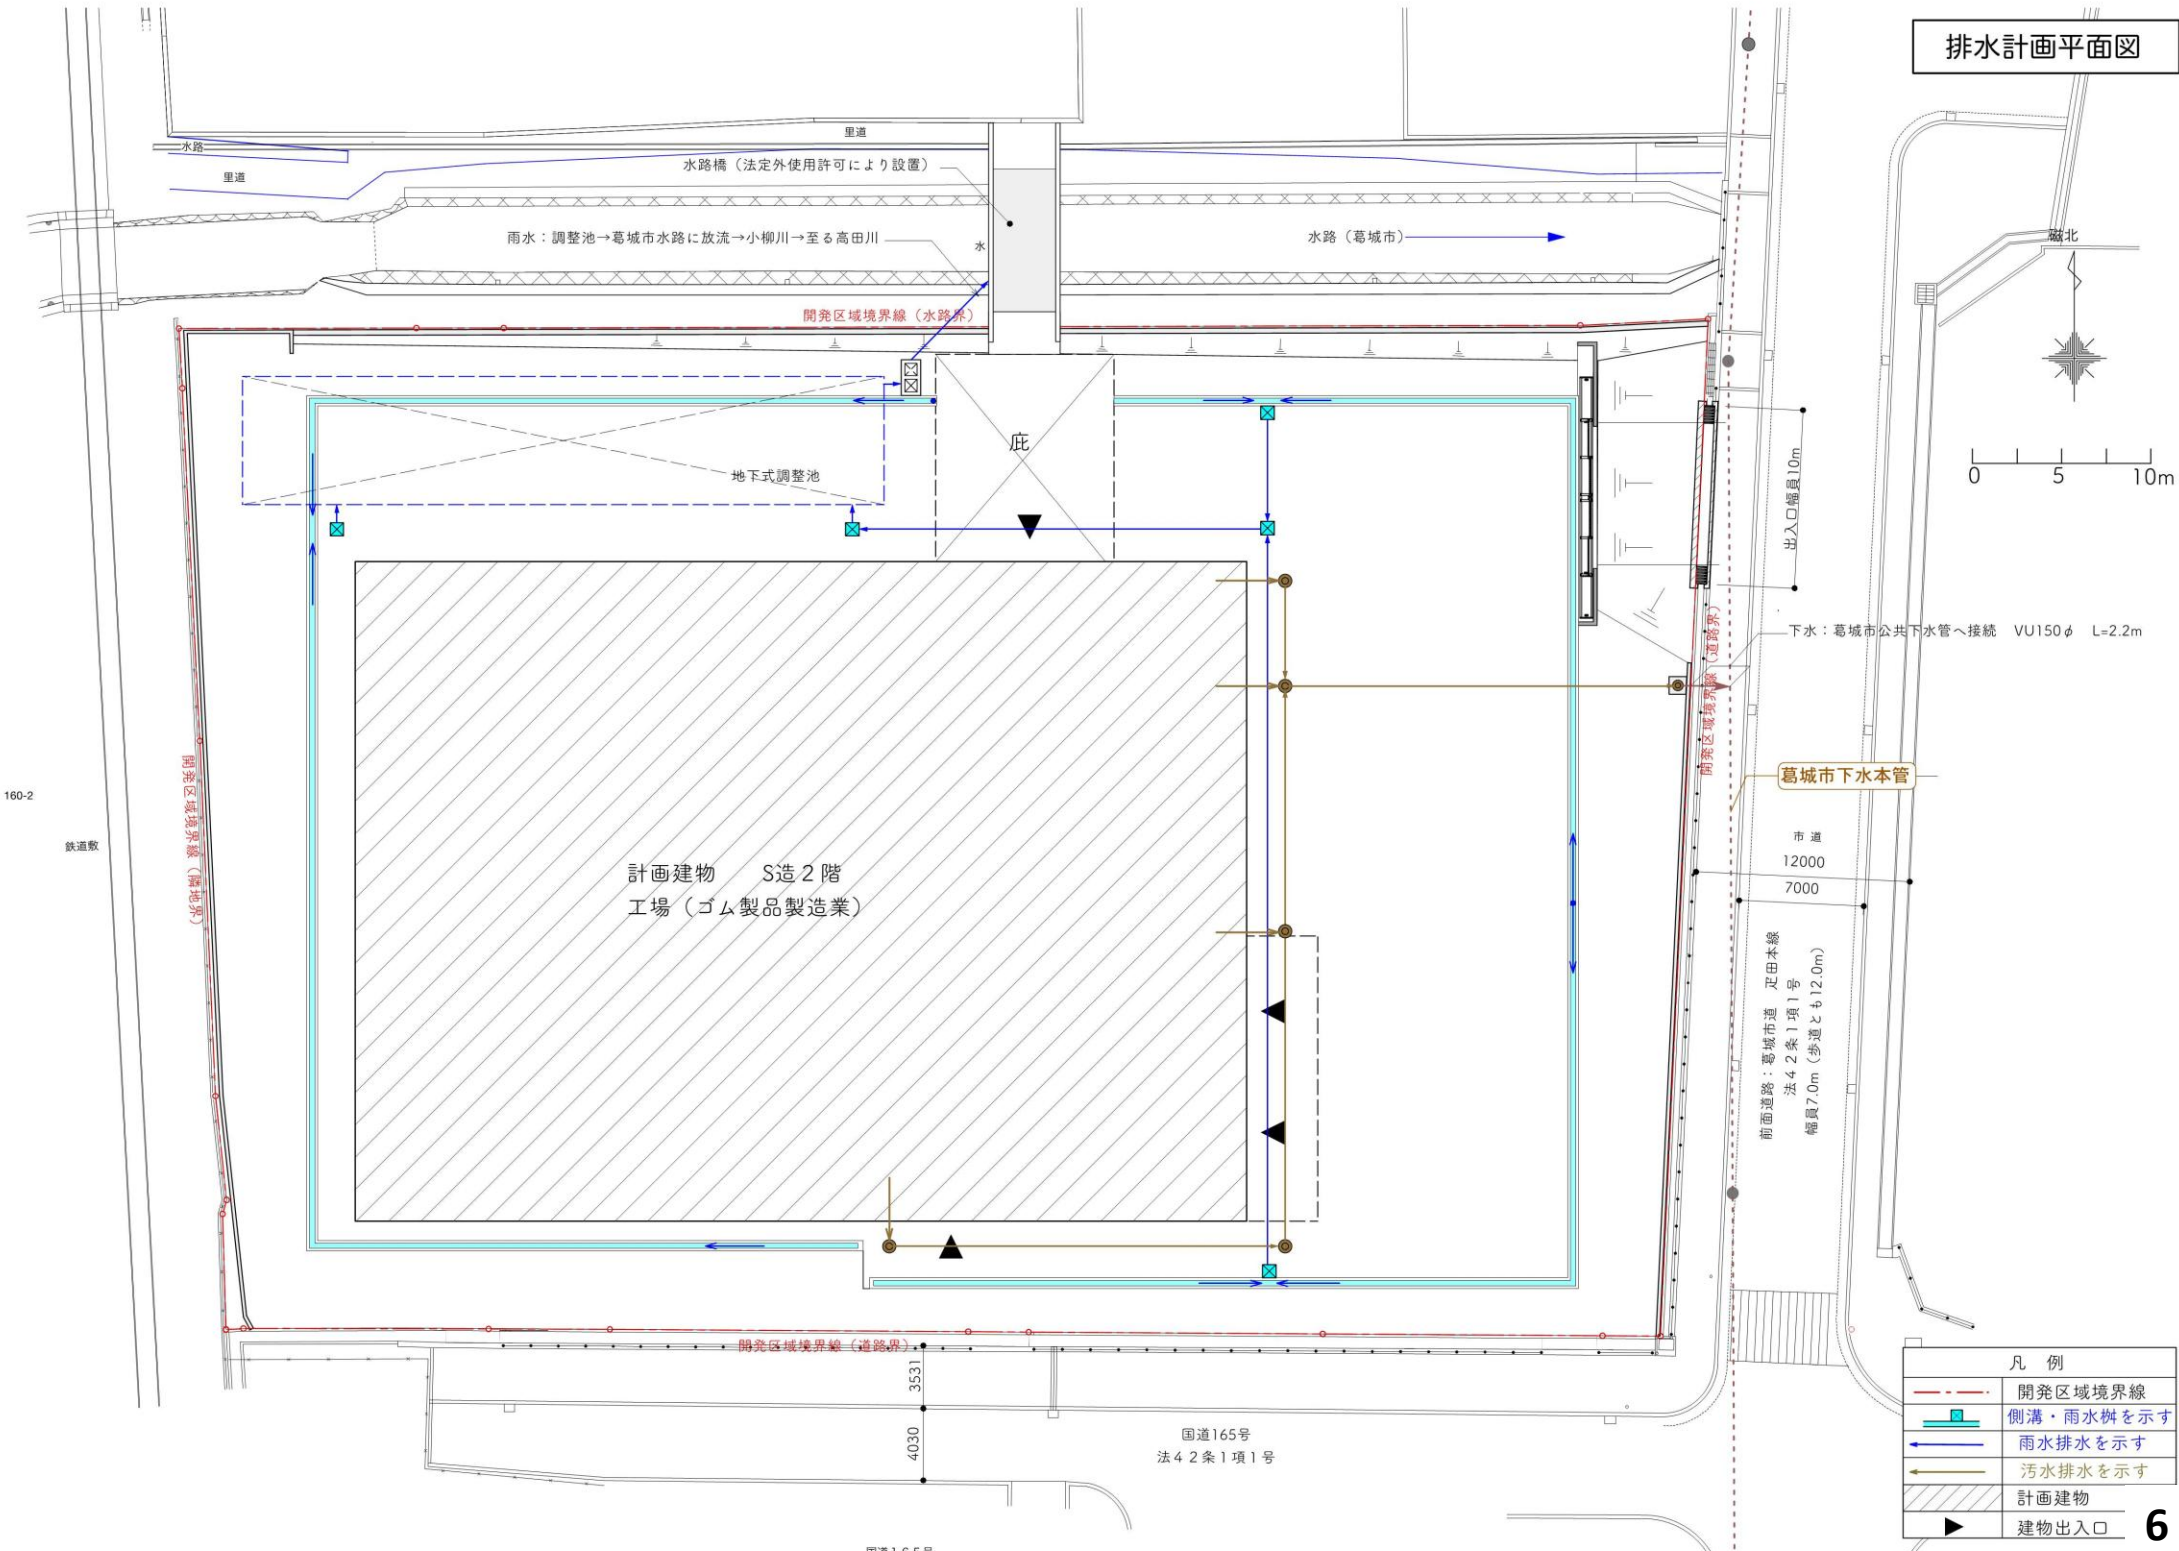 排水計画平面図
里道
水路
水路橋（法定外使用許可により設置）
里道
雨水：調整池→葛城市水路に放流→小柳川→至る高田川
水
水路（葛城市）
磁北
開発区域境界線（水路界）
庇
地下式調整池
0 5 10m
出入口幅員10m
下水：葛城市公共下水管へ接続 VU150φ L=2.2m
開発区域境界線（道路界）
葛城市下水本管
160-2
鉄道敷
開発区域境界線（隣地界）
市道
12000
7000
計画建物 S造２階
工場（ゴム製品製造業）
前面道路：葛城市道 疋田本線
法４２条１項１号
幅員7.0m（歩道とも12.0m）
開発区域境界線（道路界）
3531
4030
国道165号
法４２条１項１号
凡 例
開発区域境界線
側溝・雨水桝を示す
雨水排水を示す
汚水排水を示す
計画建物
建物出入口
6